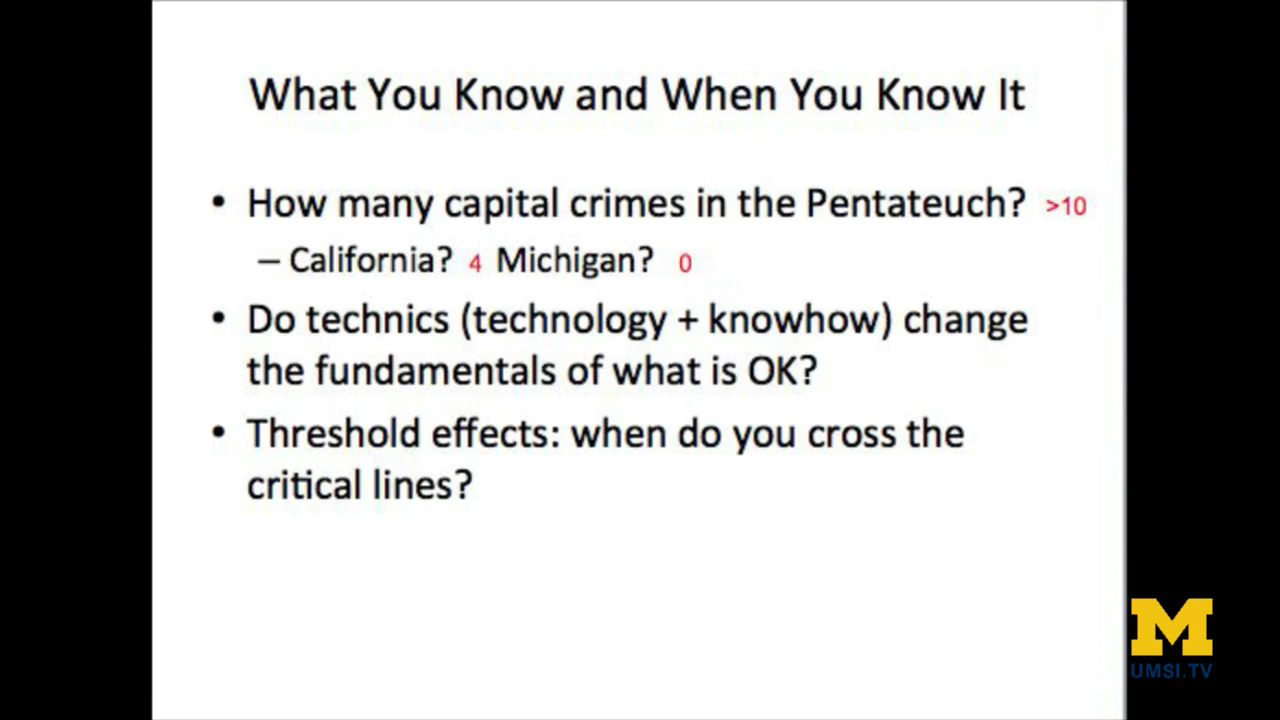 What You Know and When You Know It
• How many capital crimes in the Pentateuch? >10
– California? 4 Michigan? 0
• Do technics (technology + knowhow) change
the fundamentals of what is OK?
• Threshold effects: when do you cross the
critical lines?
M
UMSI.TV